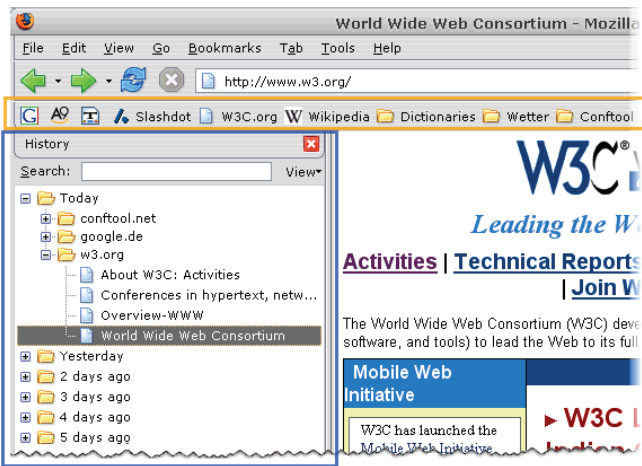 World Wide Web Consortium - Mozilla
File Edit View Go Bookmarks Tab Tools Help
http://www.w3.org/
G A9 T Slashdot W3C.org W Wikipedia Dictionaries Wetter Conftool
History
Search: View
Today
conftool.net
google.de
w3.org
About W3C: Activities
Conferences in hypertext, netw...
Overview-WWW
World Wide Web Consortium
Yesterday
2 days ago
3 days ago
4 days ago
5 days ago
W3C®
Leading the W
Activities | Technical Reports
| Join W
The World Wide Web Consortium (W3C) deve
software, and tools) to lead the Web to its full
Mobile Web
Initiative
W3C has launched the
Mobile Web Initiative
► W3C